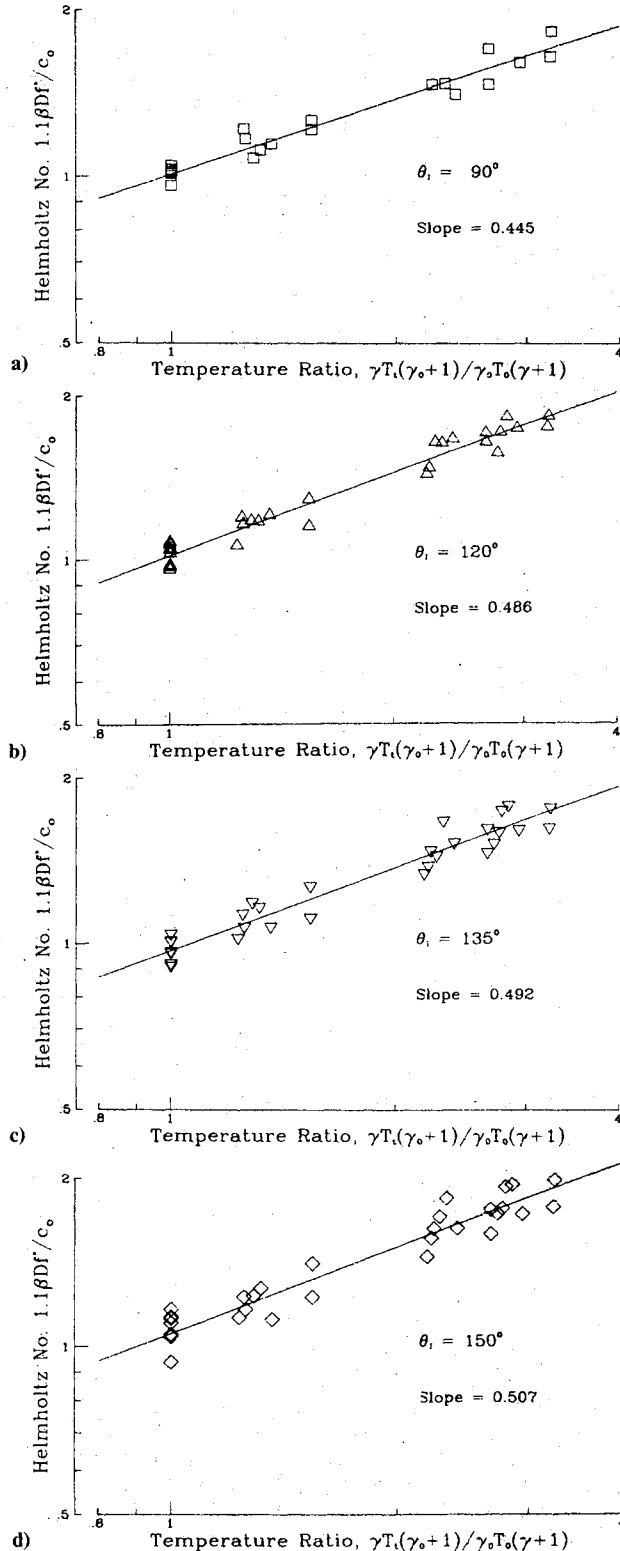 2
Helmholtz No. 1.1βDf*/c₀
1
θ₁ = 90°
Slope = 0.445
.5
.8 1 4
a)
Temperature Ratio, γTₜ(γ₀+1)/γ₀T₀(γ+1)
2
Helmholtz No. 1.1βDf*/c₀
1
θ₁ = 120°
Slope = 0.486
.5
.8 1 4
b)
Temperature Ratio, γTₜ(γ₀+1)/γ₀T₀(γ+1)
2
Helmholtz No. 1.1βDf*/c₀
1
θ₁ = 135°
Slope = 0.492
.5
.8 1 4
c)
Temperature Ratio, γTₜ(γ₀+1)/γ₀T₀(γ+1)
2
Helmholtz No. 1.1βDf*/c₀
1
θ₁ = 150°
Slope = 0.507
.5
.8 1 4
d)
Temperature Ratio, γTₜ(γ₀+1)/γ₀T₀(γ+1)